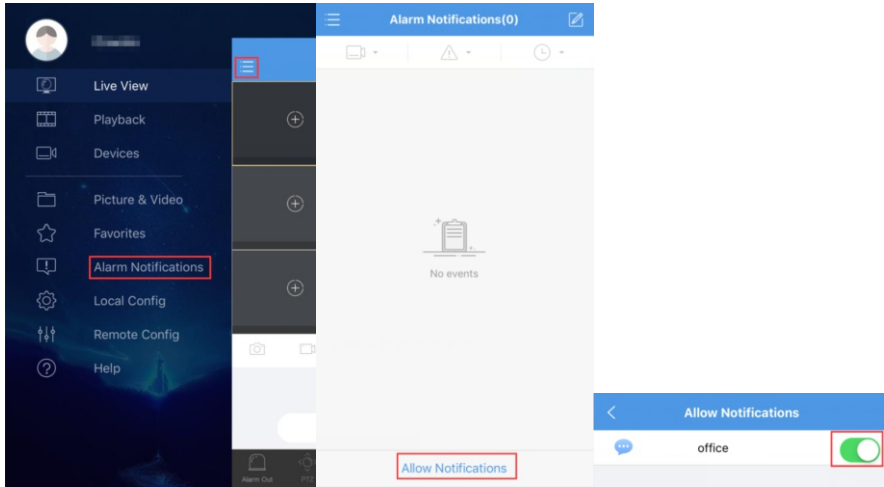 Live View
Playback
Devices
Picture & Video
Favorites
Alarm Notifications
Local Config
Remote Config
Help
Alarm Out
PTZ
Alarm Notifications(0)
No events
Allow Notifications
Allow Notifications
office